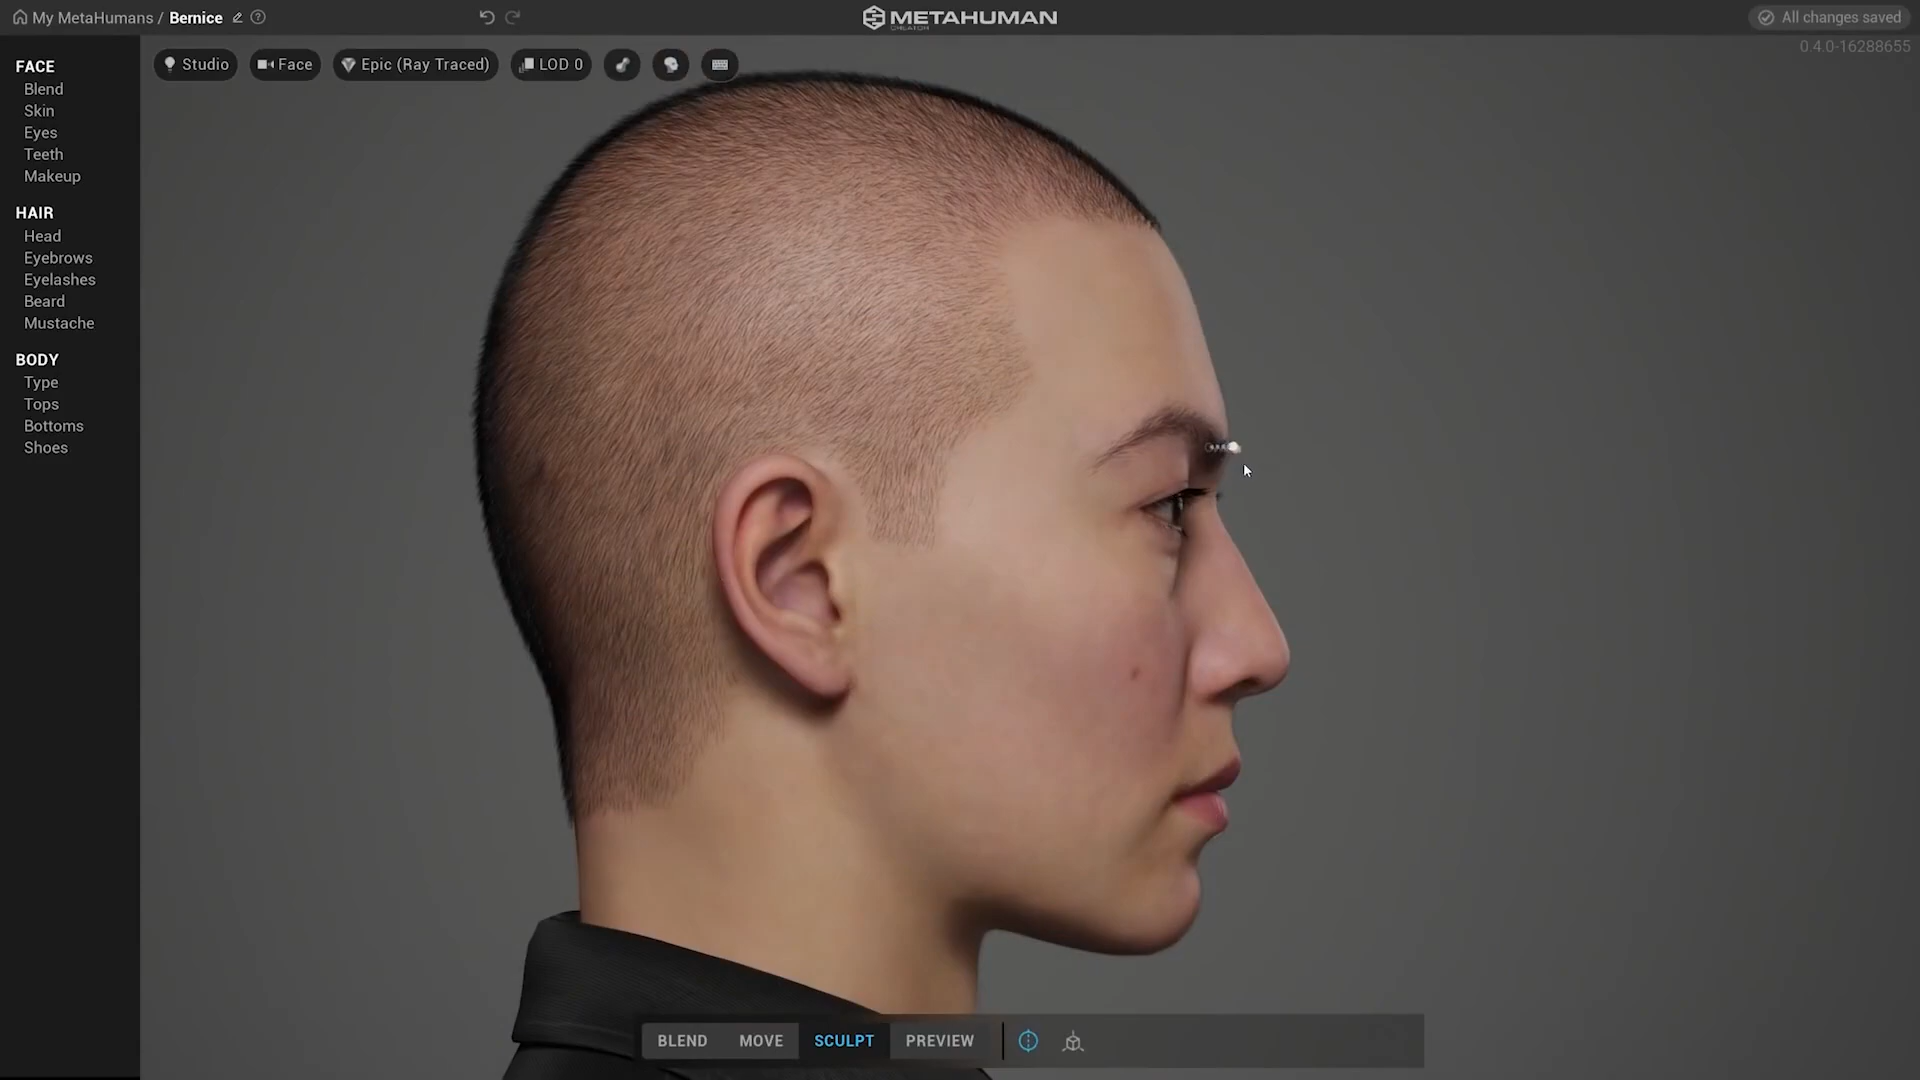 My MetaHumans / Bernice
METAHUMAN
CREATOR
All changes saved
0.4.0-16288655
Studio
Face
Epic (Ray Traced)
LOD 0
FACE
Blend
Skin
Eyes
Teeth
Makeup
HAIR
Head
Eyebrows
Eyelashes
Beard
Mustache
BODY
Type
Tops
Bottoms
Shoes
BLEND
MOVE
SCULPT
PREVIEW